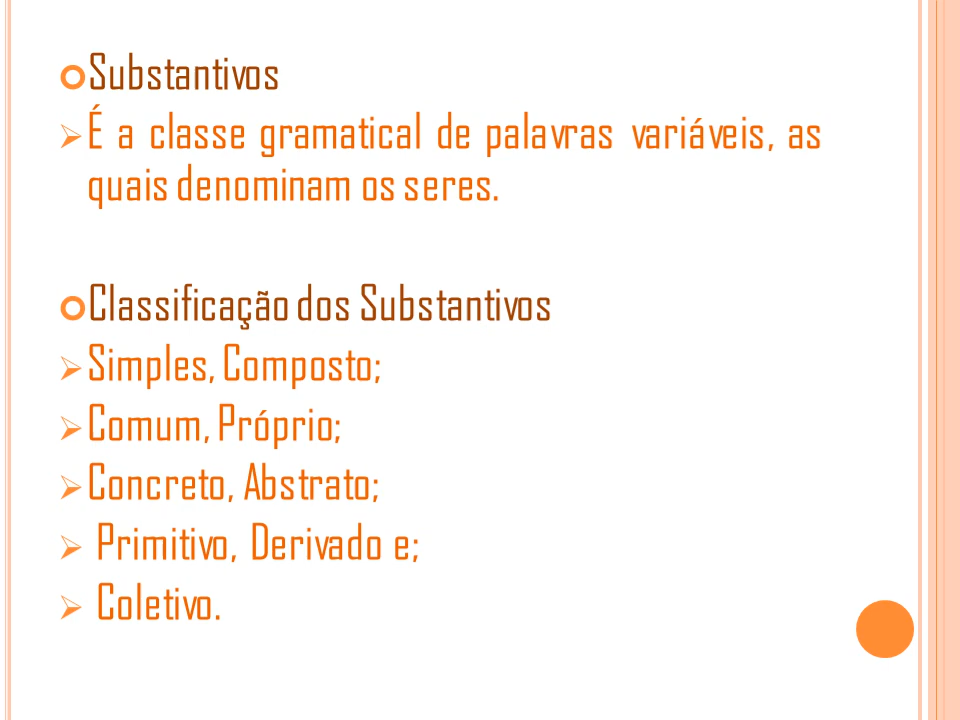 Substantivos
É a classe gramatical de palavras variáveis, as
quais denominam os seres.
Classificação dos Substantivos
Simples, Composto;
Comum, Próprio;
Concreto, Abstrato;
Primitivo, Derivado e;
Coletivo.